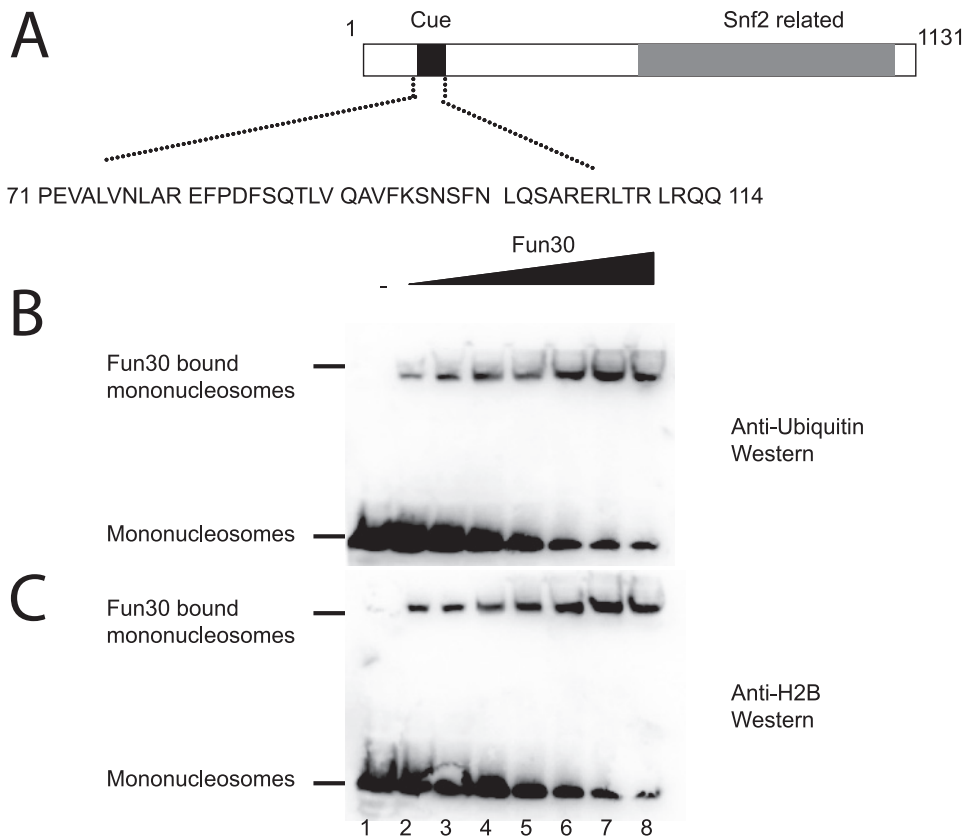 A
1
Cue
Snf2 related
1131
71 PEVALVNLAR EFPDFSQTLV QAVFKSNSFN LQSARERLTR LRQQ 114
Fun30
-
B
Fun30 bound
mononucleosomes
Anti-Ubiquitin
Western
Mononucleosomes
C
Fun30 bound
mononucleosomes
Anti-H2B
Western
Mononucleosomes
1 2 3 4 5 6 7 8